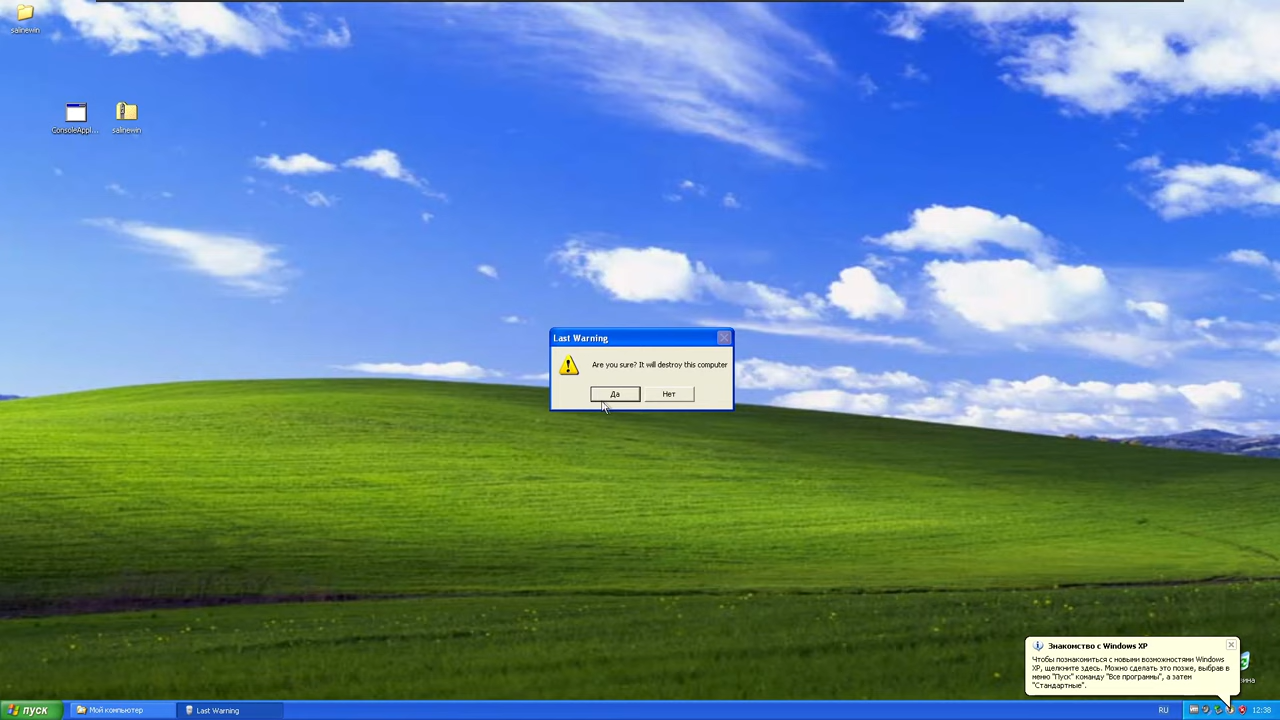 salinewin
ConsoleAppl...
salinewin
Last Warning
Are you sure? It will destroy this computer
Да
Нет
Знакомство с Windows XP
Чтобы познакомиться с новыми возможностями Windows
XP, щелкните здесь. Можно сделать это позже, выбрав в
меню "Пуск" команду "Все программы", а затем
"Стандартные".
пуск
Мой компьютер
Last Warning
RU
12:38